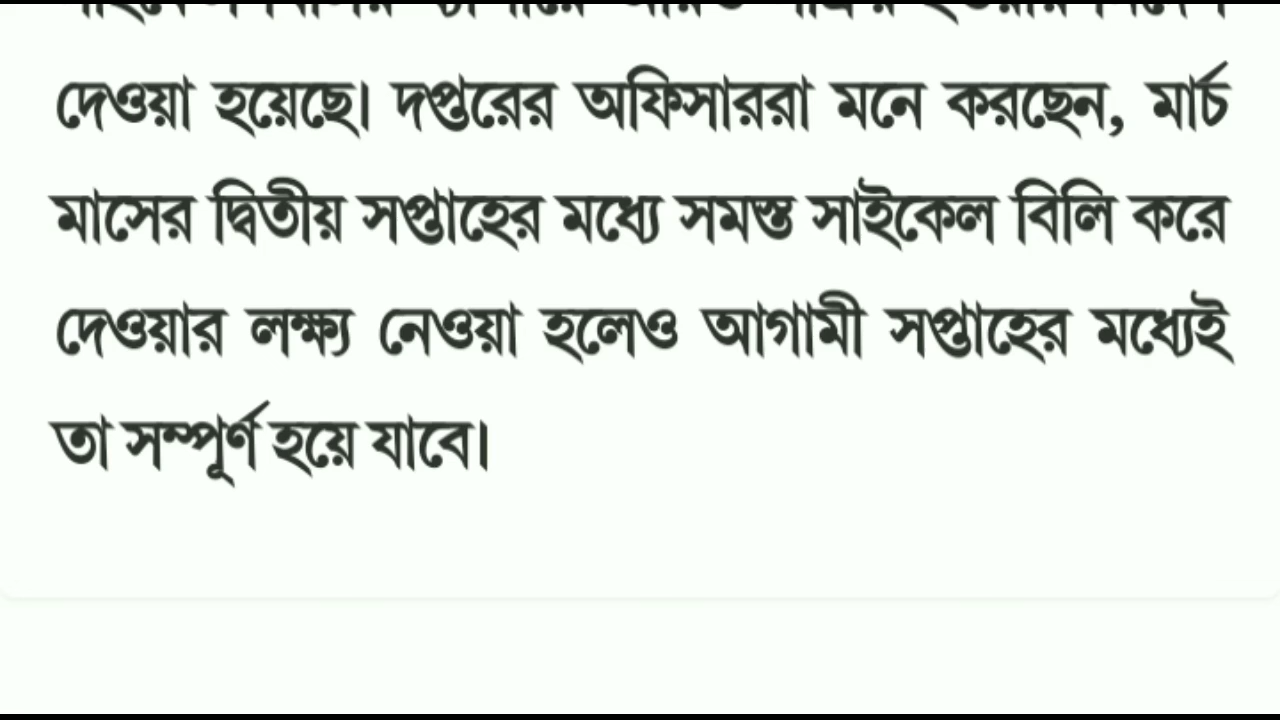 দেওয়া হয়েছে। দপ্তরের অফিসাররা মনে করছেন, মার্চ
মাসের দ্বিতীয় সপ্তাহের মধ্যে সমস্ত সাইকেল বিলি করে
দেওয়ার লক্ষ্য নেওয়া হলেও আগামী সপ্তাহের মধ্যেই
তা সম্পূর্ণ হয়ে যাবে।